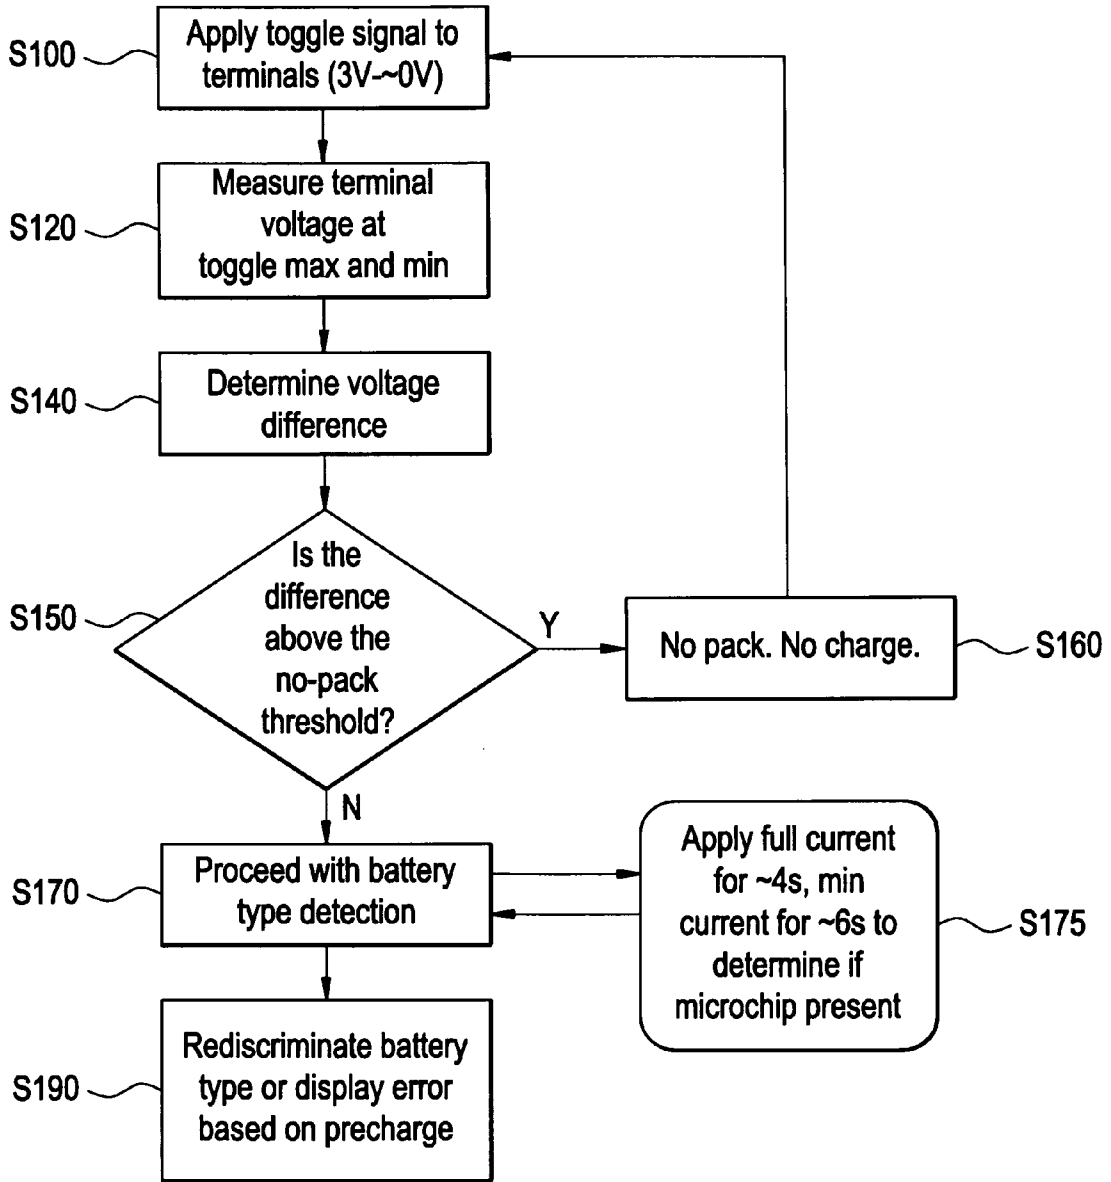 S100
Apply toggle signal to
terminals (3V-~0V)
S120
Measure terminal
voltage at
toggle max and min
S140
Determine voltage
difference
S150
Is the
difference
above the
no-pack
threshold?
Y
No pack. No charge.
S160
N
S170
Proceed with battery
type detection
Apply full current
for ~4s, min
current for ~6s to
determine if
microchip present
S175
S190
Rediscriminate battery
type or display error
based on precharge